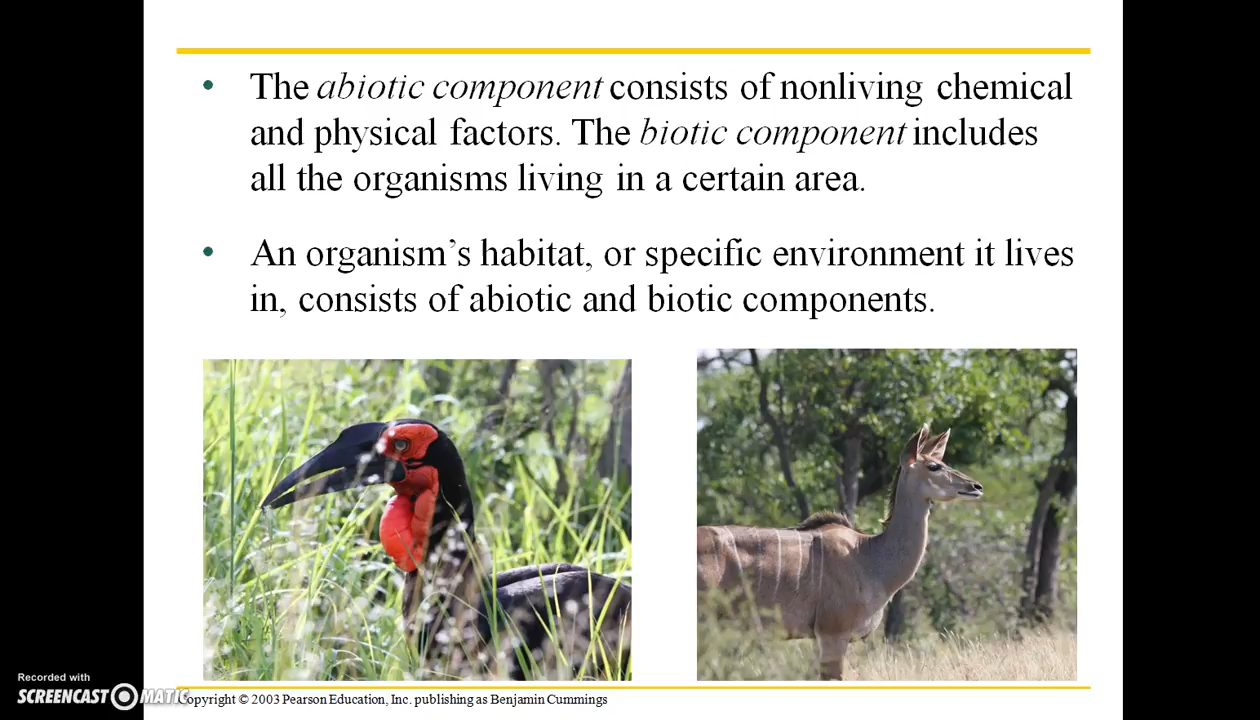 • The abiotic component consists of nonliving chemical
and physical factors. The biotic component includes
all the organisms living in a certain area.
• An organism’s habitat, or specific environment it lives
in, consists of abiotic and biotic components.
Recorded with
SCREENCAST MATIC
Copyright © 2003 Pearson Education, Inc. publishing as Benjamin Cummings